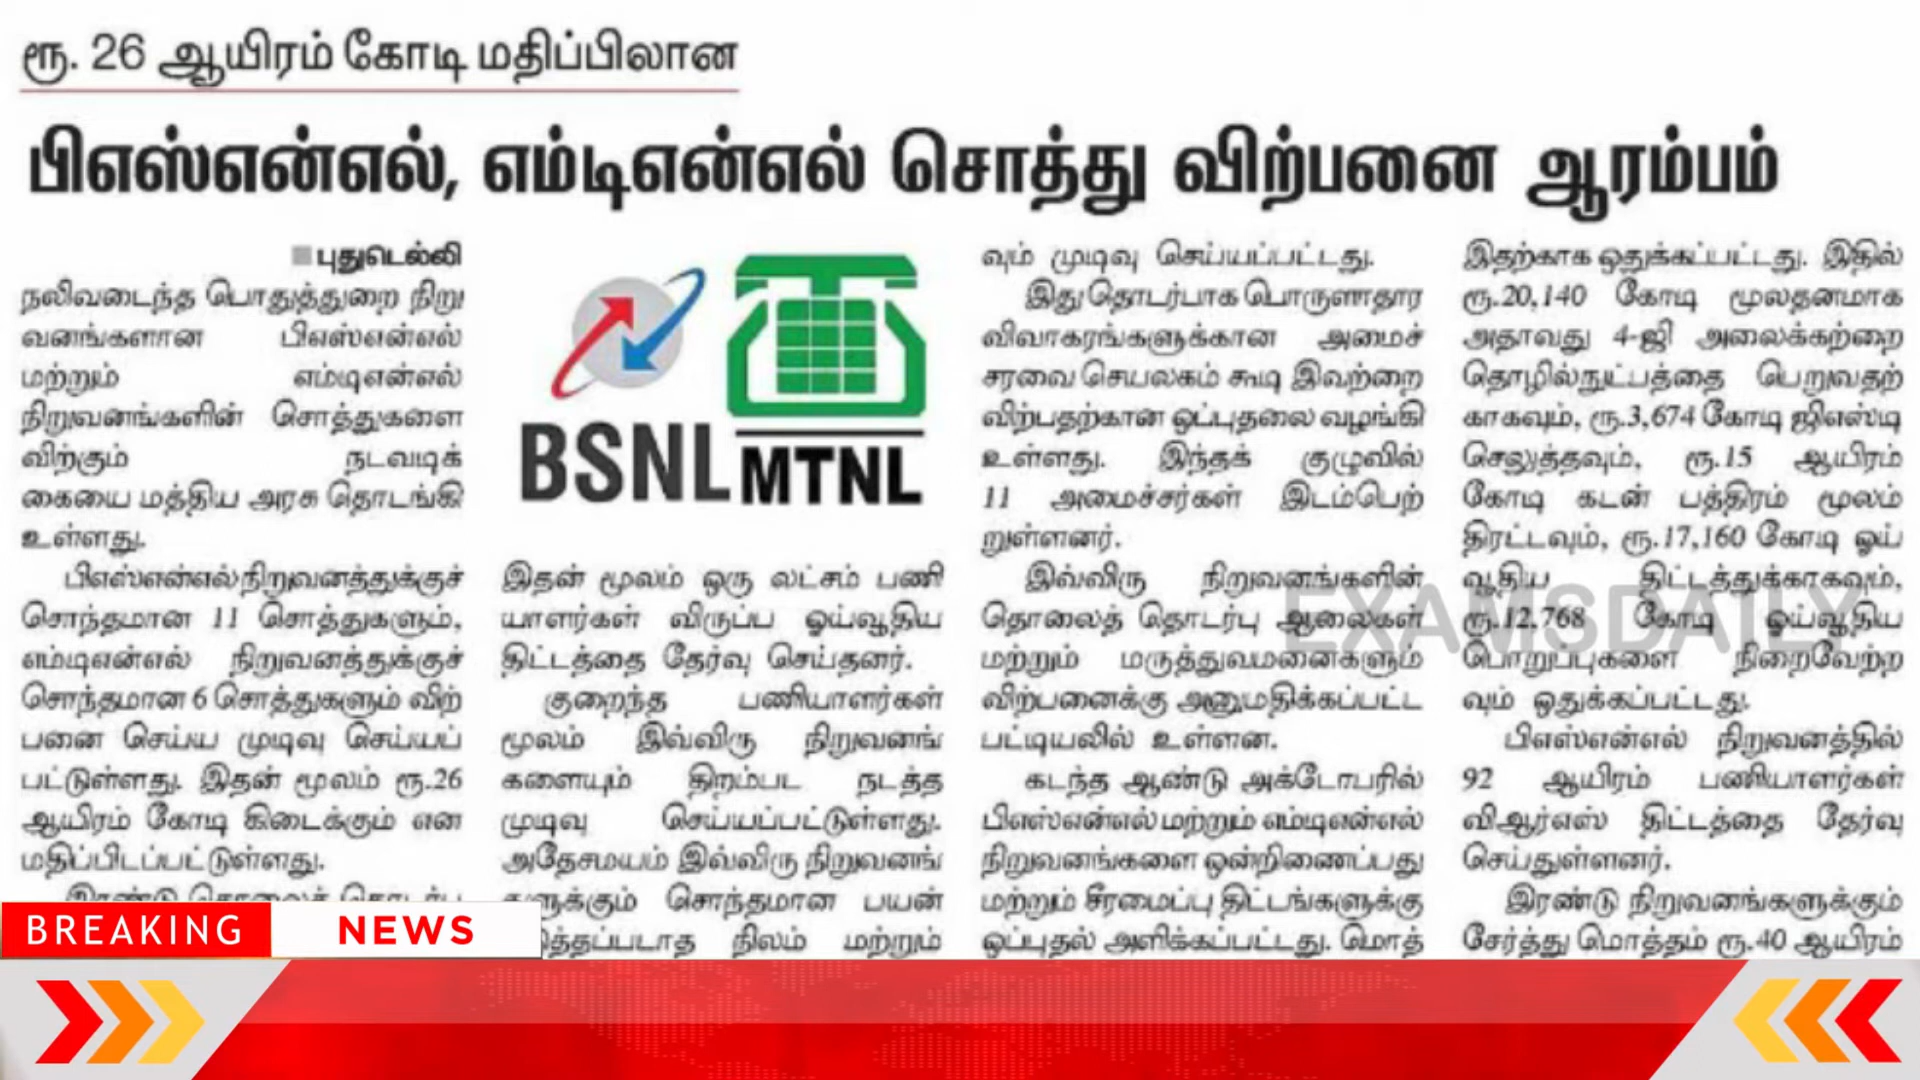 ரூ. 26 ஆயிரம் கோடி மதிப்பிலான
பிஎஸ்என்எல், எம்டிஎன்எல் சொத்து விற்பனை ஆரம்பம்
புதுடெல்லி
நலிவடைந்த பொதுத்துறை நிறு
வனங்களான பிஎஸ்என்எல்
மற்றும் எம்டிஎன்எல்
நிறுவனங்களின் சொத்துகளை
விற்கும் நடவடிக்
கையை மத்திய அரசு தொடங்கி
உள்ளது.
பிஎஸ்என்எல் நிறுவனத்துக்குச்
சொந்தமான 11 சொத்துகளும்,
எம்டிஎன்எல் நிறுவனத்துக்குச்
சொந்தமான 6 சொத்துகளும் விற்
பனை செய்ய முடிவு செய்யப்
பட்டுள்ளது. இதன் மூலம் ரூ.26
ஆயிரம் கோடி கிடைக்கும் என
மதிப்பிடப்பட்டுள்ளது.
BSNL
MTNL
இதன் மூலம் ஒரு லட்சம் பணி
யாளர்கள் விருப்ப ஓய்வூதிய
திட்டத்தை தேர்வு செய்தனர்.
குறைந்த பணியாளர்கள்
மூலம் இவ்விரு நிறுவனங்
களையும் திறம்பட நடத்த
முடிவு செய்யப்பட்டுள்ளது.
அதேசமயம் இவ்விரு நிறுவனங்
களுக்கும் சொந்தமான பயன்
நிலம் மற்றும்
வும் முடிவு செய்யப்பட்டது.
இது தொடர்பாக பொருளாதார
விவாகரங்களுக்கான அமைச்
சரவை செயலகம் கூடி இவற்றை
விற்பதற்கான ஒப்புதலை வழங்கி
உள்ளது. இந்தக் குழுவில்
11 அமைச்சர்கள் இடம்பெற்
றுள்ளனர்.
இவ்விரு நிறுவனங்களின்
தொலைத் தொடர்பு ஆலைகள்
மற்றும் மருத்துவமனைகளும்
விற்பனைக்கு அனுமதிக்கப்பட்ட
பட்டியலில் உள்ளன.
கடந்த ஆண்டு அக்டோபரில்
பிஎஸ்என்எல் மற்றும் எம்டிஎன்எல்
நிறுவனங்களை ஒன்றிணைப்பது
மற்றும் சீரமைப்பு திட்டங்களுக்கு
ஒப்புதல் அளிக்கப்பட்டது. மொத்
இதற்காக ஒதுக்கப்பட்டது. இதில்
ரூ.20,140 கோடி மூலதனமாக
அதாவது 4-ஜி அலைக்கற்றை
தொழில்நுட்பத்தை பெறுவதற்
காகவும், ரூ.3,674 கோடி ஜிஎஸ்டி
செலுத்தவும், ரூ.15 ஆயிரம்
கோடி கடன் பத்திரம் மூலம்
திரட்டவும், ரூ.17,160 கோடி ஓய்
வூதிய திட்டத்துக்காகவும்,
ரூ.12,768 கோடி ஓய்வூதிய
பொறுப்புகளை நிறைவேற்ற
வும் ஒதுக்கப்பட்டது.
பிஎஸ்என்எல் நிறுவனத்தில்
92 ஆயிரம் பணியாளர்கள்
விஆர்எஸ் திட்டத்தை தேர்வு
செய்துள்ளனர்.
இரண்டு நிறுவனங்களுக்கும்
சேர்த்து மொத்தம் ரூ.40 ஆயிரம்
EXAMSDAILY
BREAKING NEWS